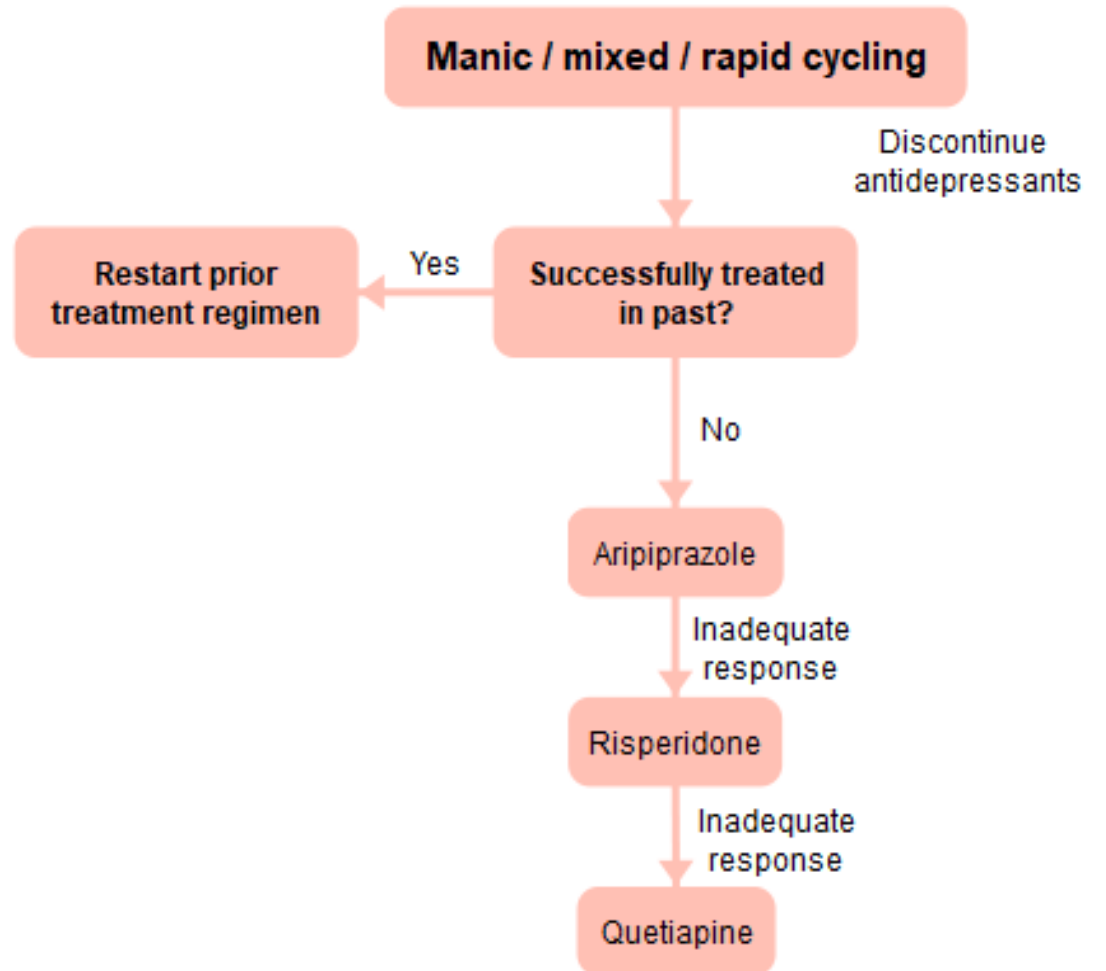 Manic / mixed / rapid cycling
Discontinue
antidepressants
Restart prior
treatment regimen
Yes
Successfully treated
in past?
No
Aripiprazole
Inadequate
response
Risperidone
Inadequate
response
Quetiapine